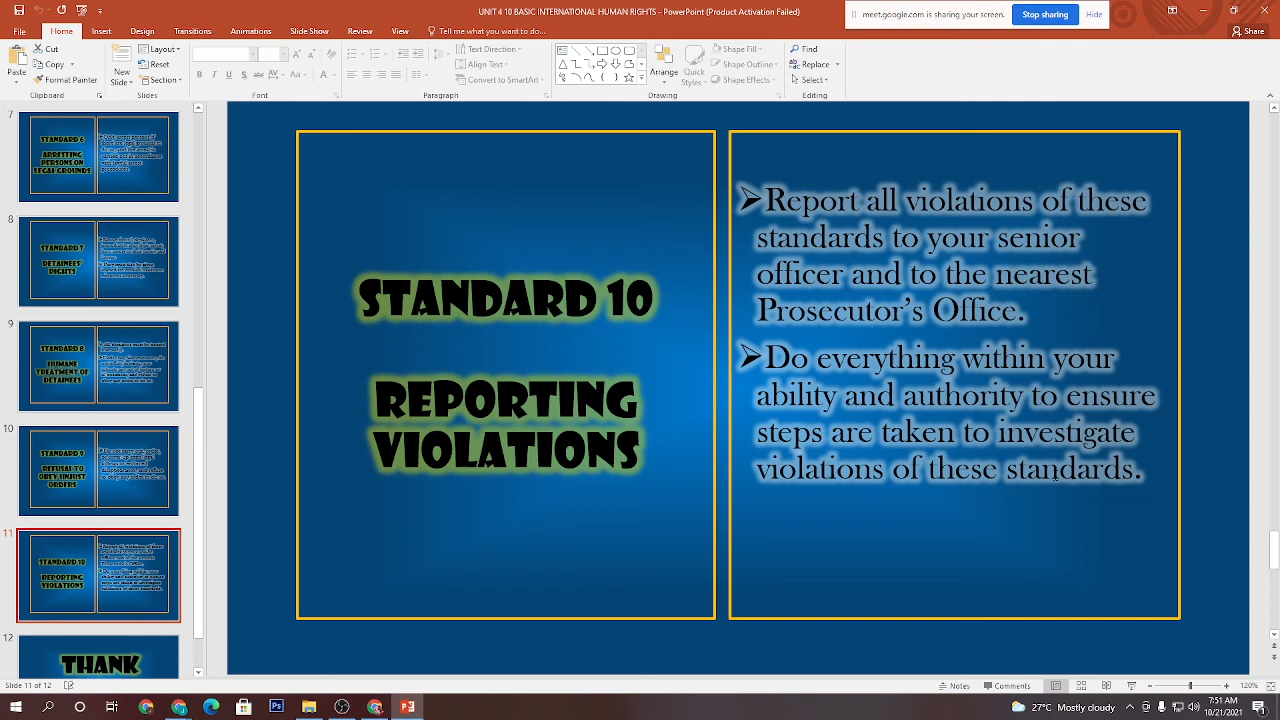 UNIT 4 10 BASIC INTERNATIONAL HUMAN RIGHTS - PowerPoint (Product Activation Failed)
meet.google.com is sharing your screen.
Stop sharing
Hide
File
Home
Insert
Design
Transitions
Animations
Slide Show
Review
View
Tell me what you want to do...
Share
Paste
Cut
Copy
Format Painter
Clipboard
New Slide
Layout
Reset
Section
Slides
Font
Text Direction
Align Text
Convert to SmartArt
Paragraph
Arrange
Quick Styles
Shape Fill
Shape Outline
Shape Effects
Drawing
Find
Replace
Select
Editing
7
STANDARD 6
ARRESTING
PERSONS ON
LEGAL GROUNDS
8
STANDARD 7
DETAINEES'
RIGHTS
9
STANDARD 8
HUMANE
TREATMENT OF
DETAINEES
10
STANDARD 9
REFUSAL TO
OBEY UNJUST
ORDERS
11
STANDARD 10
REPORTING
VIOLATIONS
12
THANK
STANDARD 10
REPORTING
VIOLATIONS
➢Report all violations of these
standards to your senior
officer and to the nearest
Prosecutor's Office.
➢Do everything within your
ability and authority to ensure
steps are taken to investigate
violations of these standards.
Slide 11 of 12
Notes
Comments
120%
22°C Mostly cloudy
7:51 AM
10/21/2021